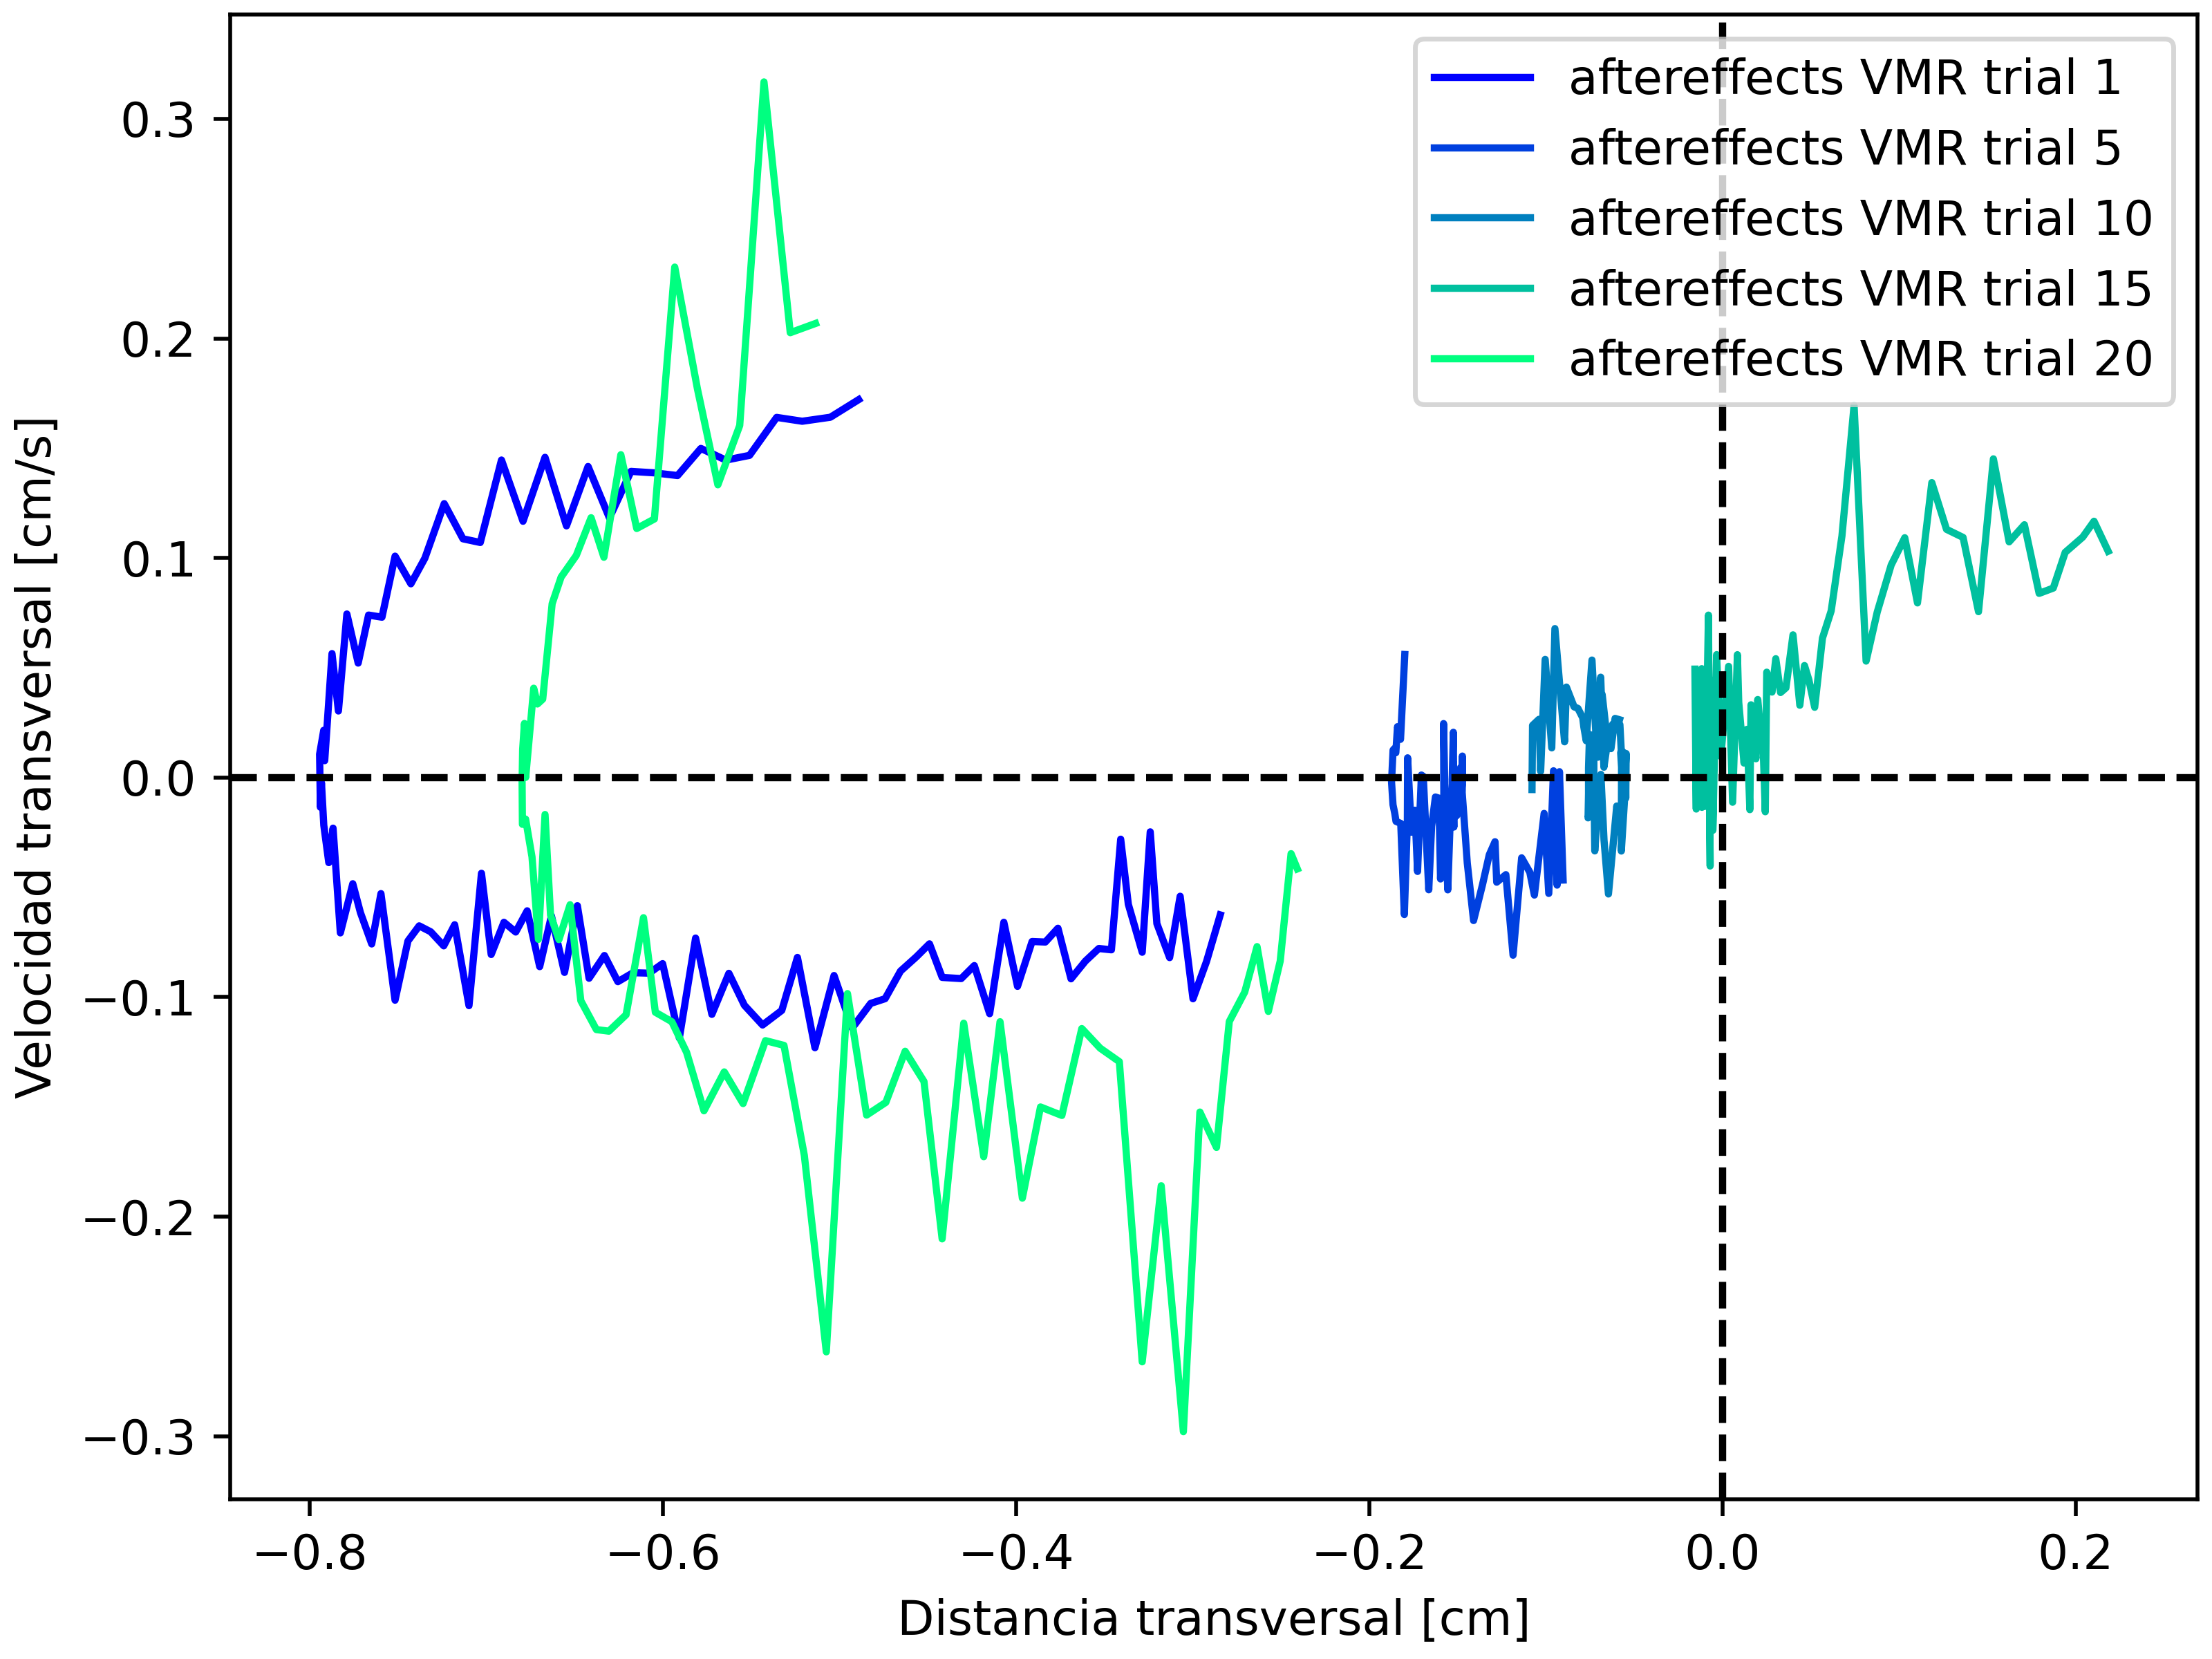 aftereffects VMR trial 1
aftereffects VMR trial 5
aftereffects VMR trial 10
aftereffects VMR trial 15
aftereffects VMR trial 20
Velocidad transversal [cm/s]
0.3
0.2
0.1
0.0
−0.1
−0.2
−0.3
−0.8 −0.6 −0.4 −0.2 0.0 0.2
Distancia transversal [cm]